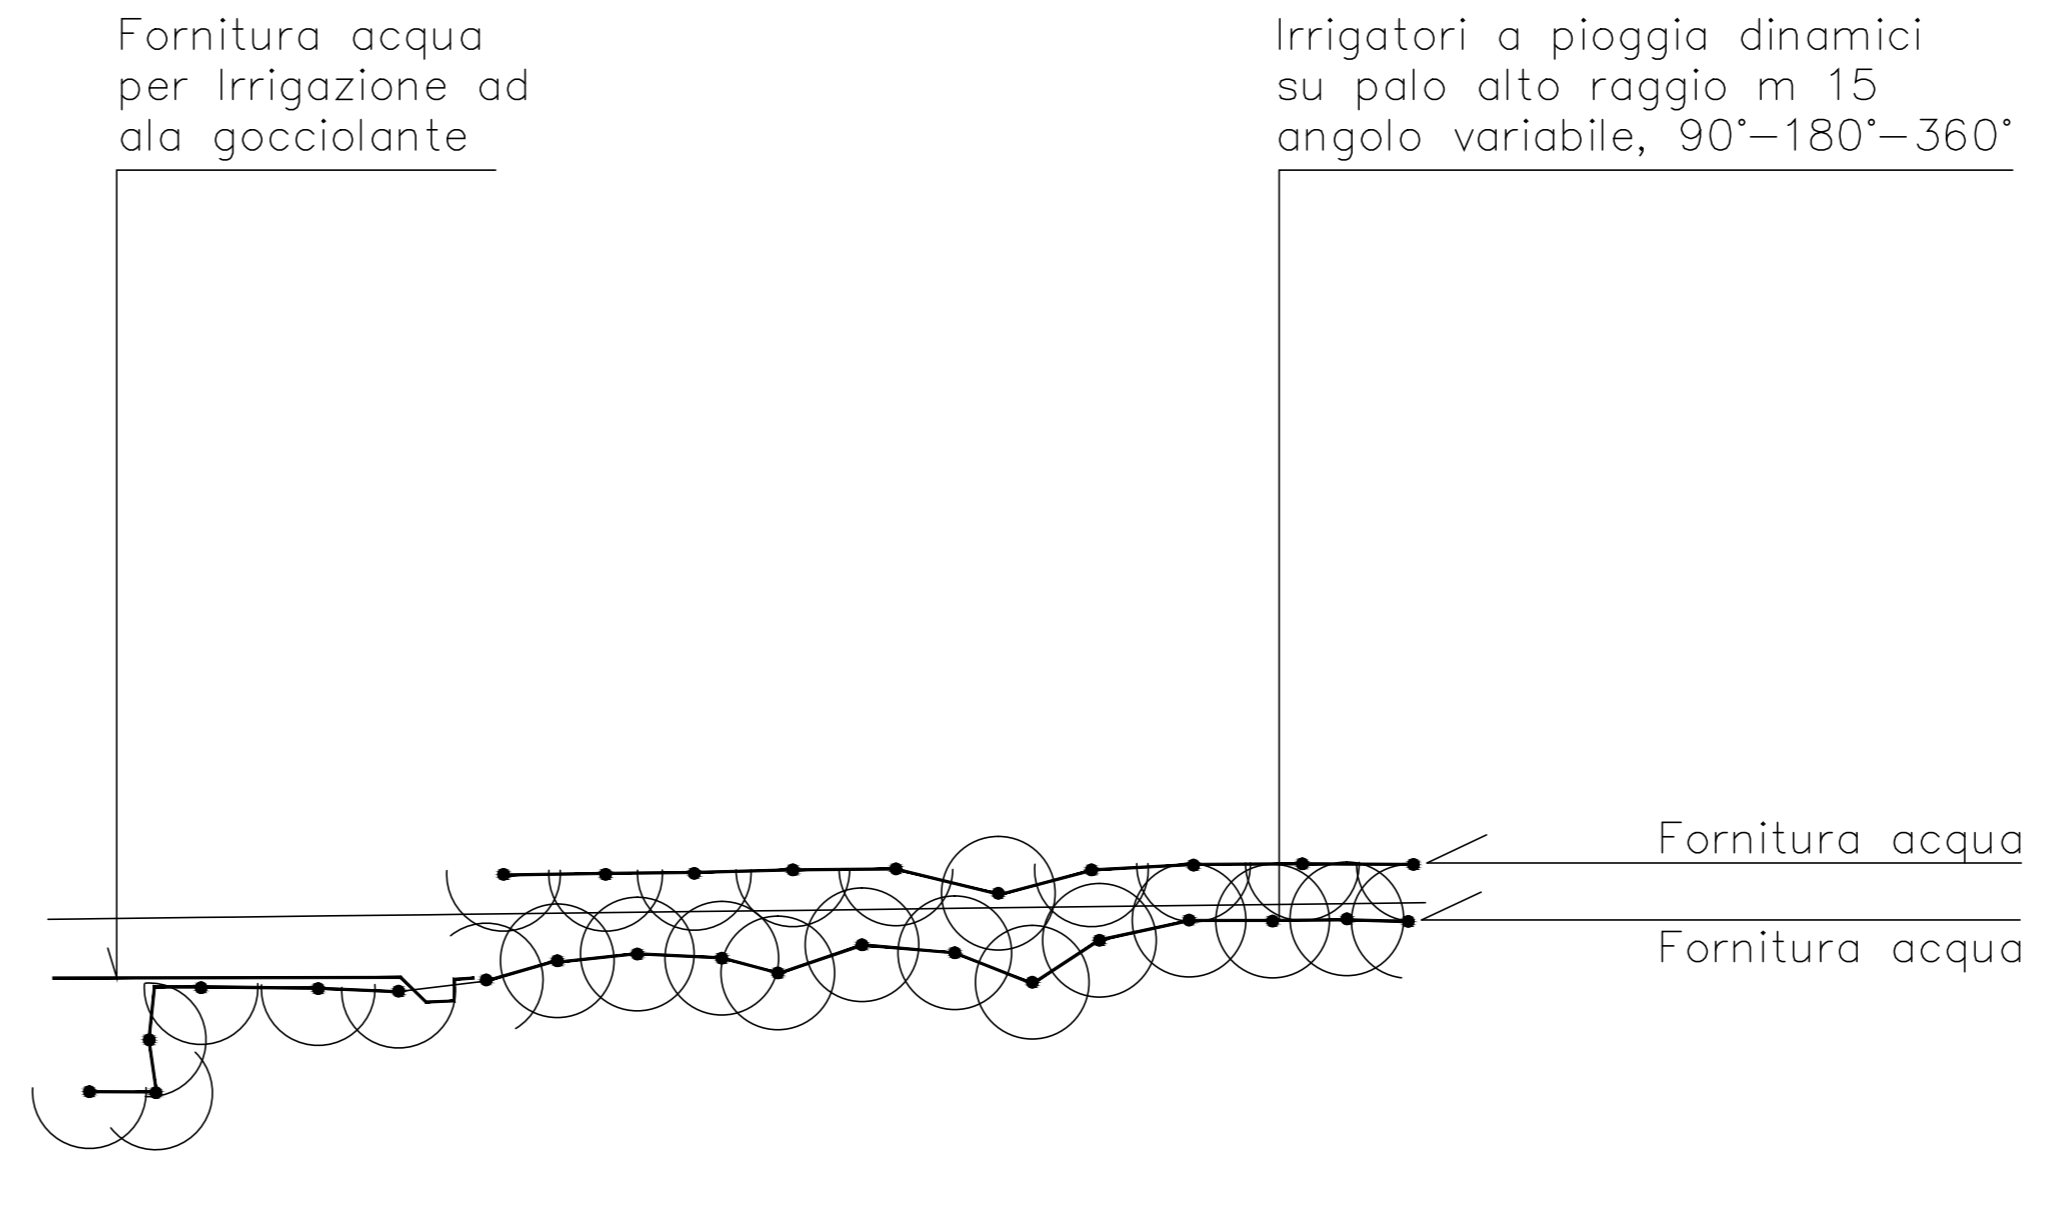 Fornitura acqua
per Irrigazione ad
ala gocciolante
Irrigatori a pioggia dinamici
su palo alto raggio m 15
angolo variabile, 90°–180°–360°
Fornitura acqua
Fornitura acqua